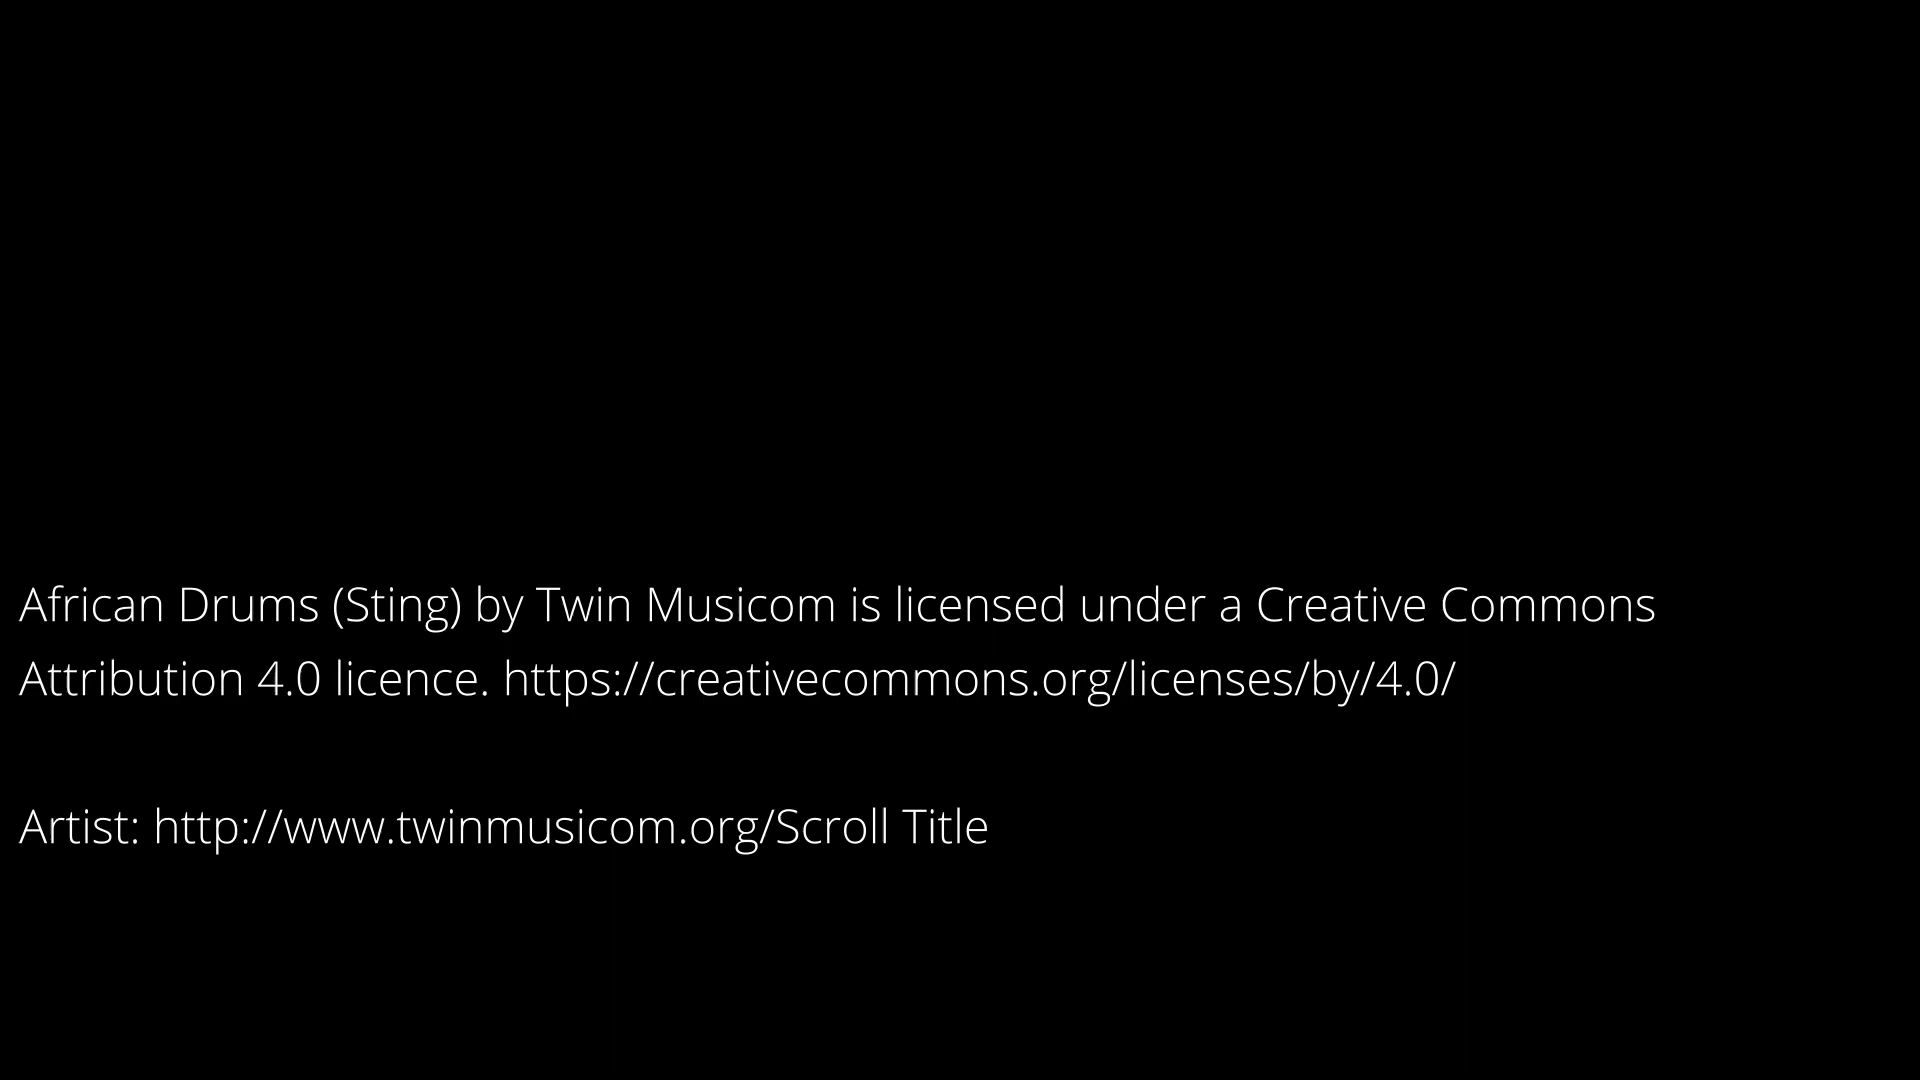 African Drums (Sting) by Twin Musicom is licensed under a Creative Commons
Attribution 4.0 licence. https://creativecommons.org/licenses/by/4.0/
Artist: http://www.twinmusicom.org/Scroll Title